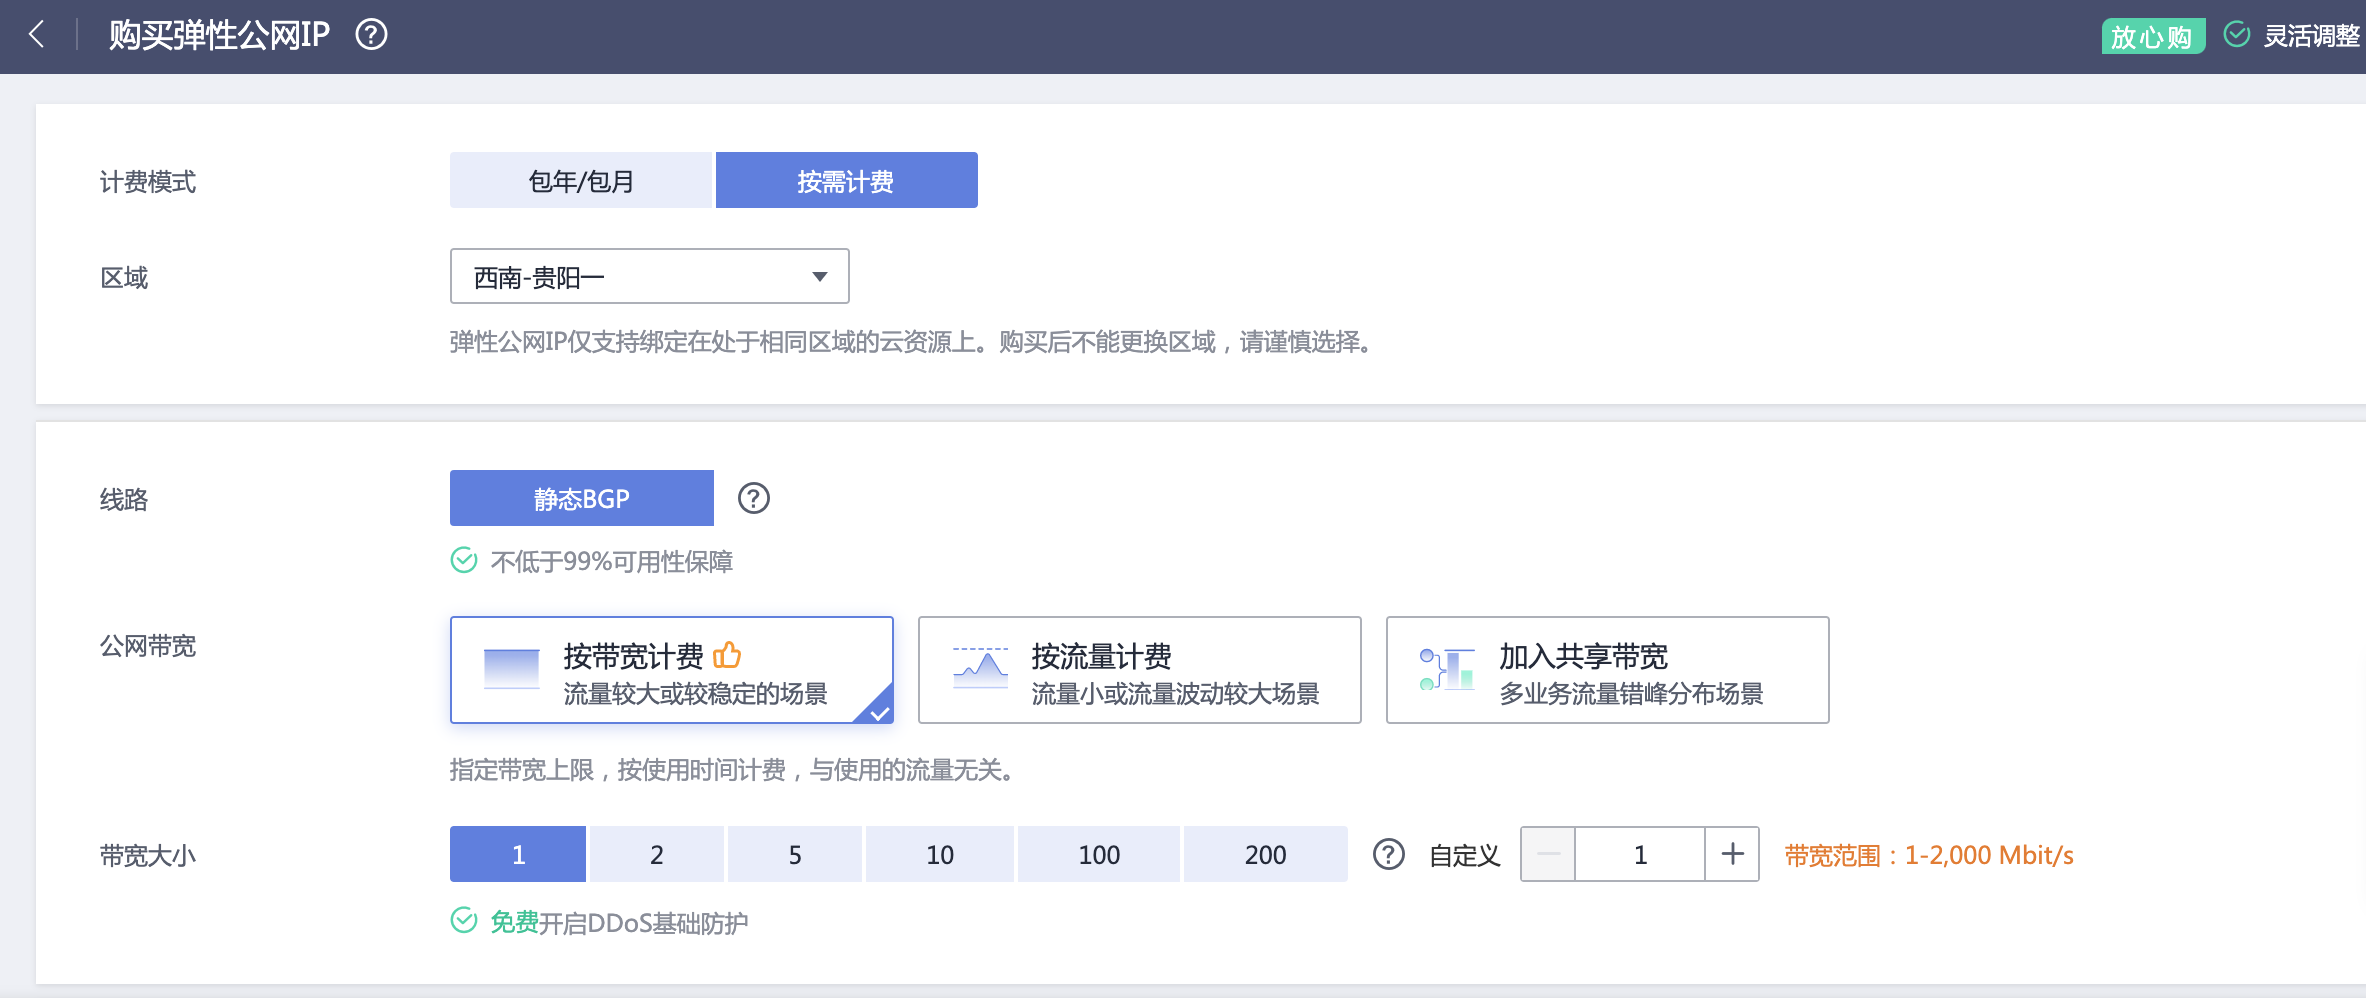 购买弹性公网IP
放心购 灵活调整
计费模式 包年/包月 按需计费
区域 西南-贵阳一
弹性公网IP仅支持绑定在处于相同区域的云资源上。购买后不能更换区域，请谨慎选择。
线路 静态BGP
不低于99%可用性保障
公网带宽
按带宽计费
流量较大或较稳定的场景
按流量计费
流量小或流量波动较大场景
加入共享带宽
多业务流量错峰分布场景
指定带宽上限，按使用时间计费，与使用的流量无关。
带宽大小 1 2 5 10 100 200 自定义 1 带宽范围：1-2,000 Mbit/s
免费开启DDoS基础防护